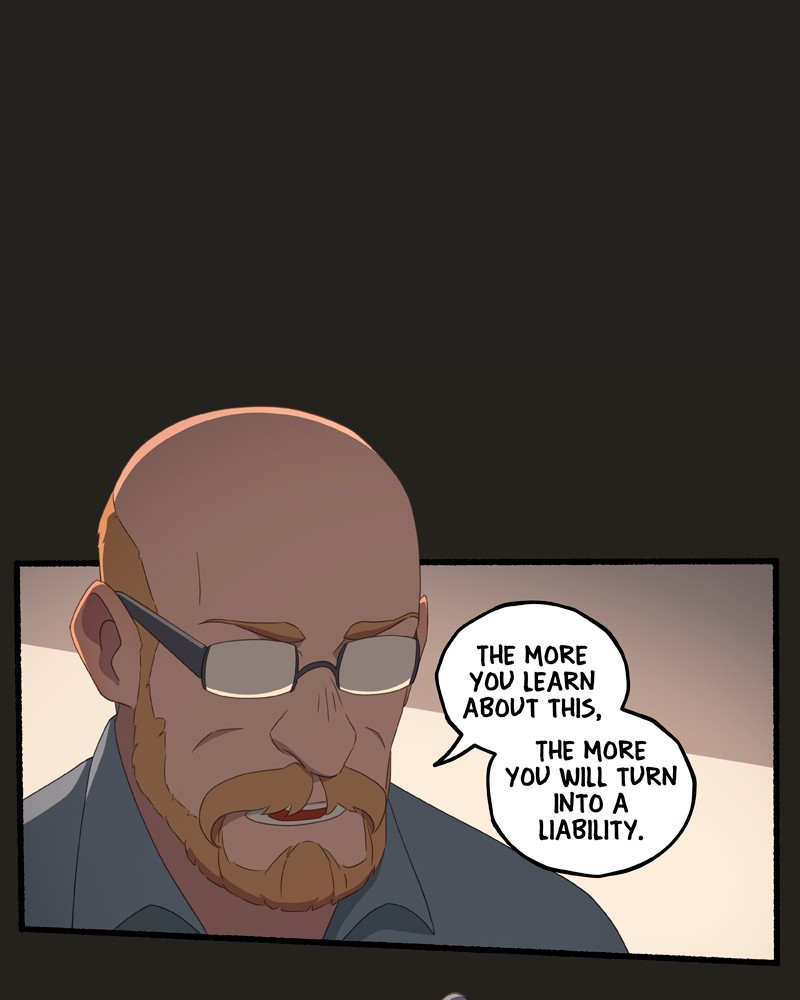 THE MORE
YOU LEARN
ABOUT THIS,
THE MORE
YOU WILL TURN
INTO A
LIABILITY.